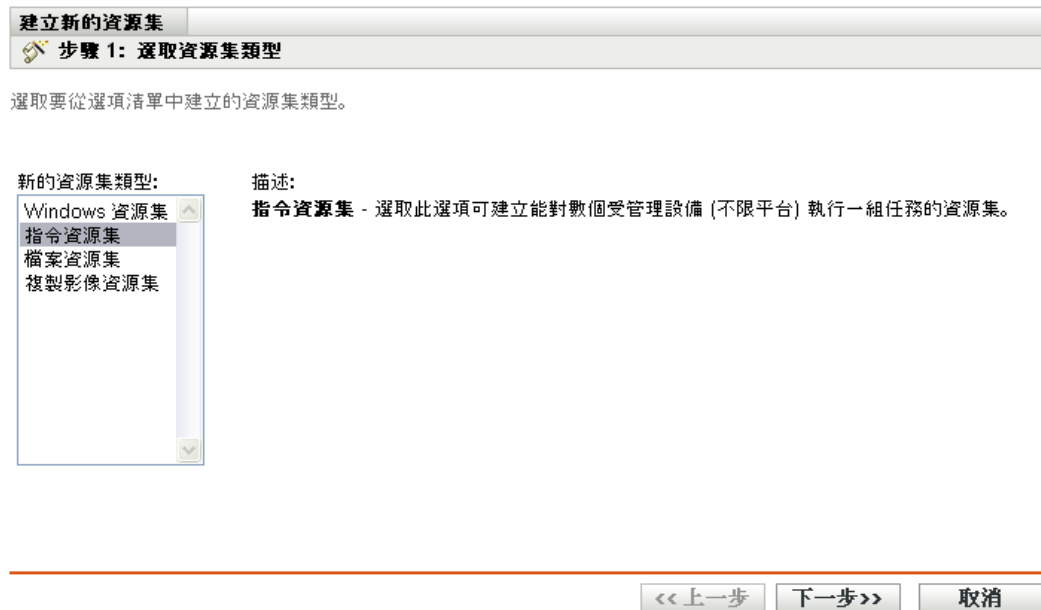 建立新的資源集
步驟 1: 選取資源集類型
選取要從選項清單中建立的資源集類型。
新的資源集類型:
描述:
Windows 資源集
指令資源集 - 選取此選項可建立能對數個受管理設備 (不限平台) 執行一組任務的資源集。
指令資源集
檔案資源集
複製影像資源集
<<上一步
下一步>>
取消